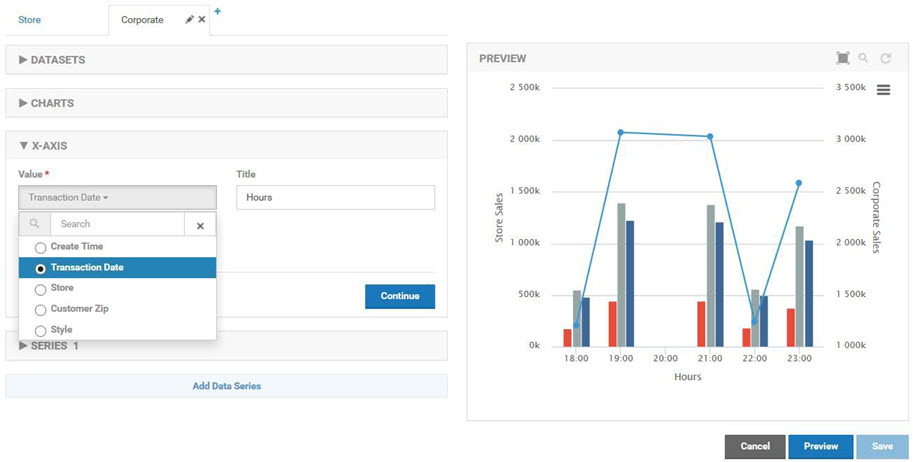 Store
Corporate
DATASETS
CHARTS
X-AXIS
Value *
Title
Transaction Date
Hours
Search
Create Time
Transaction Date
Store
Customer Zip
Style
Continue
SERIES 1
Add Data Series
PREVIEW
2 500k
2 000k
1 500k
1 000k
500k
0k
Store Sales
3 500k
3 000k
2 500k
2 000k
1 500k
1 000k
Corporate Sales
18:00 19:00 20:00 21:00 22:00 23:00
Hours
Cancel
Preview
Save